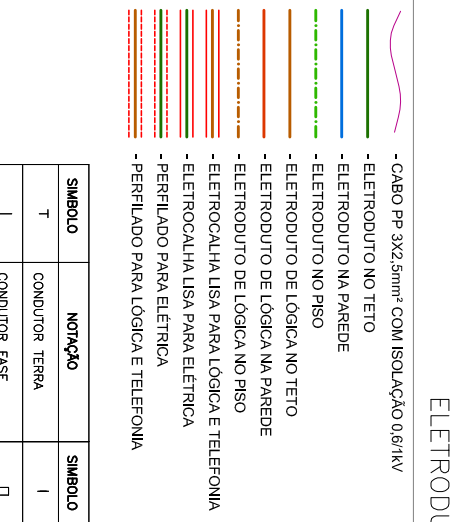 ELETRODU
- CABO PP 3X2,5mm² COM ISOLAÇÃO 0,6/1kV
- ELETRODUTO NO TETO
- ELETRODUTO NA PAREDE
- ELETRODUTO NO PISO
- ELETRODUTO DE LÓGICA NO TETO
- ELETRODUTO DE LÓGICA NA PAREDE
- ELETRODUTO DE LÓGICA NO PISO
- ELETROCALHA LISA PARA LÓGICA E TELEFONIA
- ELETROCALHA LISA PARA ELÉTRICA
- PERFILADO PARA ELÉTRICA
- PERFILADO PARA LÓGICA E TELEFONIA
SIMBOLO NOTAÇÃO SIMBOLO
CONDUTOR TERRA
CONDUTOR FASE